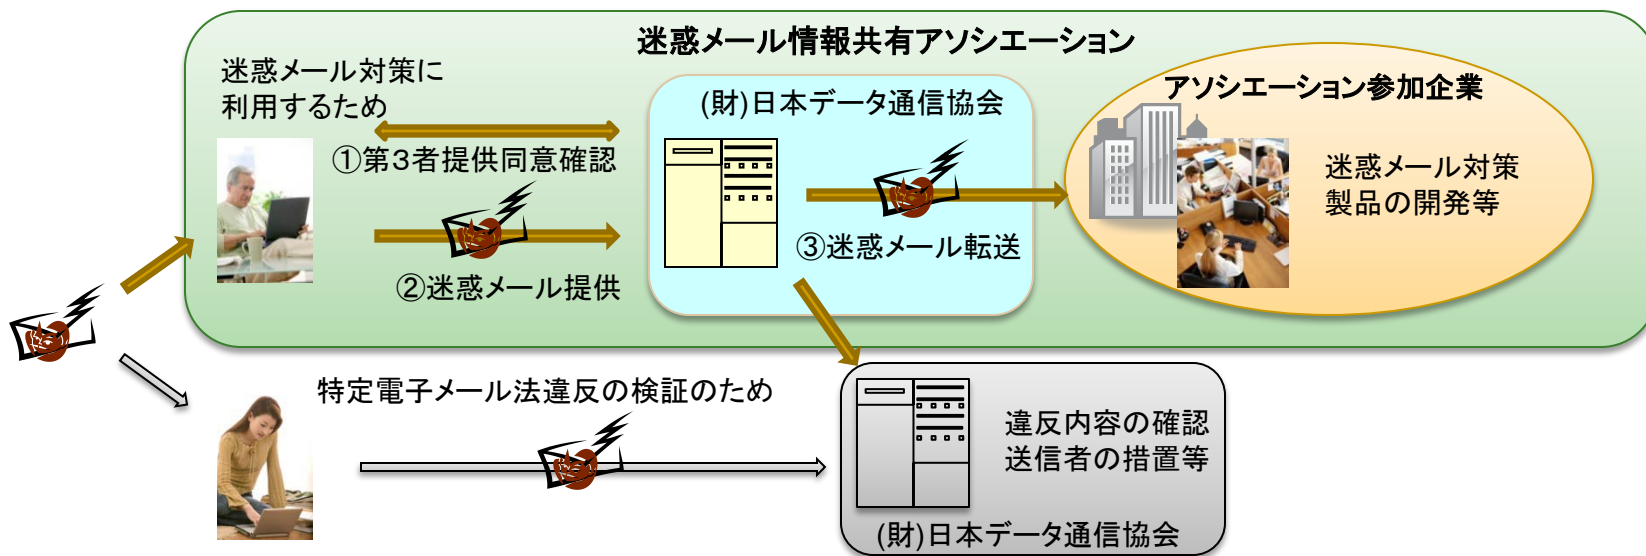 迷惑メール情報共有アソシエーション
迷惑メール対策に
利用するため
①第3者提供同意確認
②迷惑メール提供
(財)日本データ通信協会
③迷惑メール転送
アソシエーション参加企業
迷惑メール対策
製品の開発等
特定電子メール法違反の検証のため
違反内容の確認
送信者の措置等
(財)日本データ通信協会